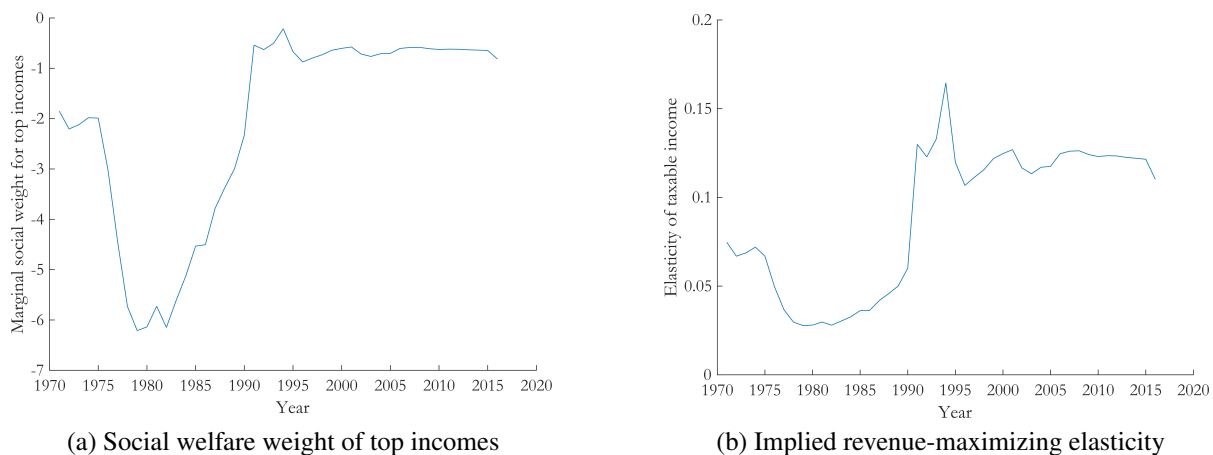 Marginal social weight for top incomes
0
-1
-2
-3
-4
-5
-6
-7
1970 1975 1980 1985 1990 1995 2000 2005 2010 2015 2020
Year
(a) Social welfare weight of top incomes
Elasticity of taxable income
0.2
0.15
0.1
0.05
0
1970 1975 1980 1985 1990 1995 2000 2005 2010 2015 2020
Year
(b) Implied revenue-maximizing elasticity